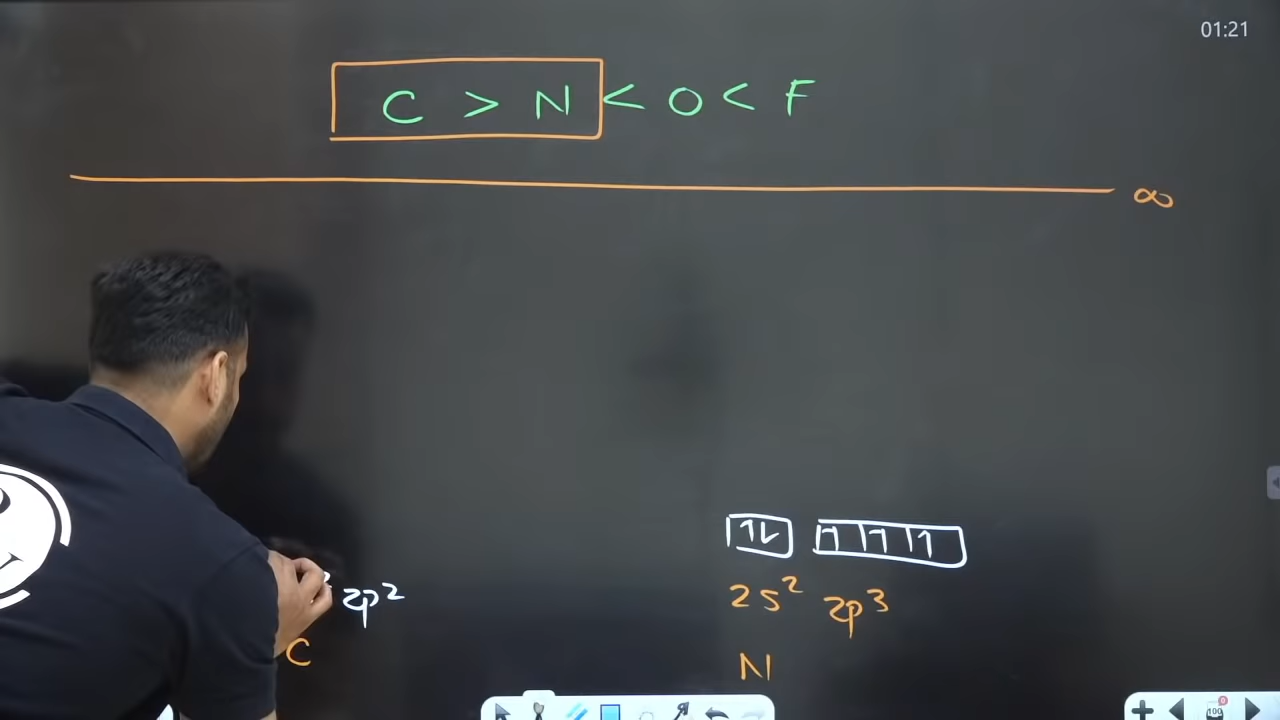 01:21
C > N < O < F
∞
↑↓ ↑ ↑ ↑
2p² 2s² 2p³
C N